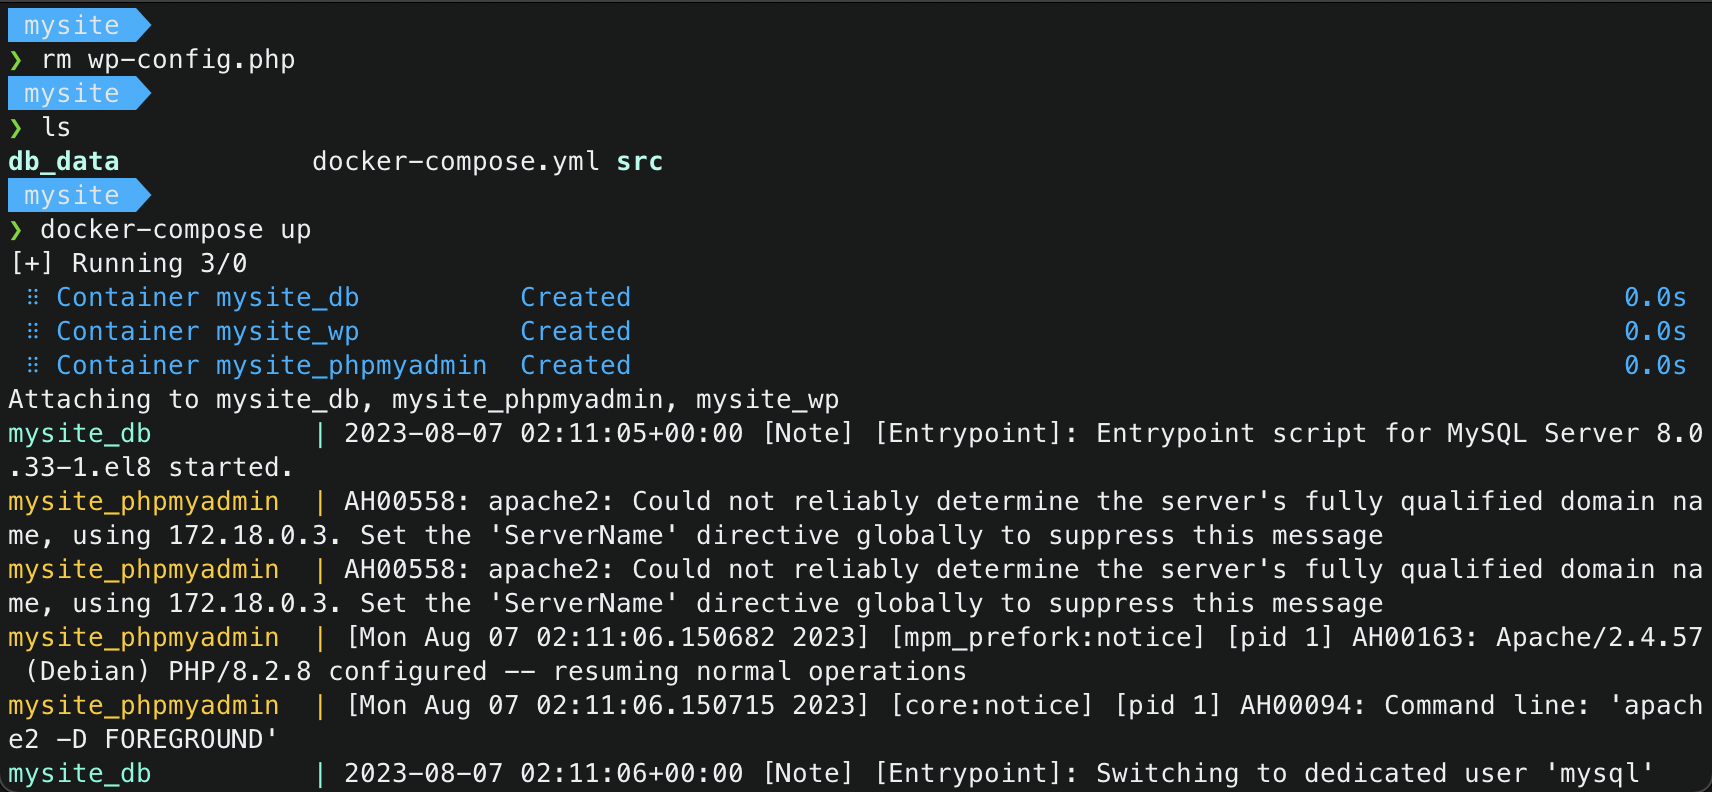 mysite
❯ rm wp-config.php
mysite
❯ ls
db_data docker-compose.yml src
mysite
❯ docker-compose up
[+] Running 3/0
⠿ Container mysite_db Created 0.0s
⠿ Container mysite_wp Created 0.0s
⠿ Container mysite_phpmyadmin Created 0.0s
Attaching to mysite_db, mysite_phpmyadmin, mysite_wp
mysite_db | 2023-08-07 02:11:05+00:00 [Note] [Entrypoint]: Entrypoint script for MySQL Server 8.0
.33-1.el8 started.
mysite_phpmyadmin | AH00558: apache2: Could not reliably determine the server's fully qualified domain na
me, using 172.18.0.3. Set the 'ServerName' directive globally to suppress this message
mysite_phpmyadmin | AH00558: apache2: Could not reliably determine the server's fully qualified domain na
me, using 172.18.0.3. Set the 'ServerName' directive globally to suppress this message
mysite_phpmyadmin | [Mon Aug 07 02:11:06.150682 2023] [mpm_prefork:notice] [pid 1] AH00163: Apache/2.4.57
(Debian) PHP/8.2.8 configured -- resuming normal operations
mysite_phpmyadmin | [Mon Aug 07 02:11:06.150715 2023] [core:notice] [pid 1] AH00094: Command line: 'apach
e2 -D FOREGROUND'
mysite_db | 2023-08-07 02:11:06+00:00 [Note] [Entrypoint]: Switching to dedicated user 'mysql'